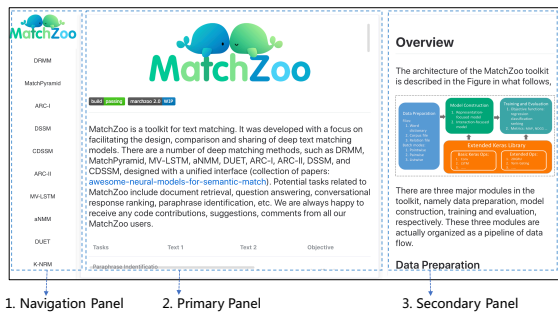 MatchZoo
DRMM
MatchPyramid
ARC-I
DSSM
CDSSM
ARC-II
MV-LSTM
aNMM
DUET
K-NRM
MatchZoo
build passing marchzoo 2.0 WIP
MatchZoo is a toolkit for text matching. It was developed with a focus on
facilitating the design, comparison and sharing of deep text matching
models. There are a number of deep matching methods, such as DRMM,
MatchPyramid, MV-LSTM, aNMM, DUET, ARC-I, ARC-II, DSSM, and
CDSSM, designed with a unified interface (collection of papers:
awesome-neural-models-for-semantic-match). Potential tasks related to
MatchZoo include document retrieval, question answering, conversational
response ranking, paraphrase identification, etc. We are always happy to
receive any code contributions, suggestions, comments from all our
MatchZoo users.
Tasks Text 1 Text 2 Objective
Paraphrase Indentification
Overview
The architecture of the MatchZoo toolkit
is described in the Figure in what follows,
Data Preparation
Model Construction
Training and Evaluation
Extended Keras Library
There are three major modules in the
toolkit, namely data preparation, model
construction, training and evaluation,
respectively. These three modules are
actually organized as a pipeline of data
flow.
Data Preparation
1. Navigation Panel
2. Primary Panel
3. Secondary Panel